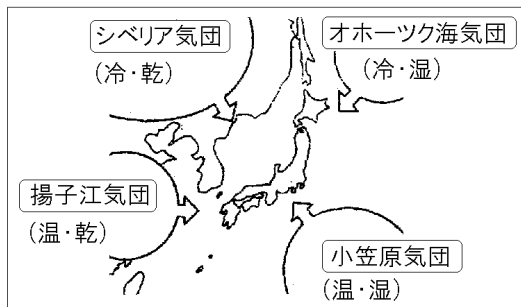 シベリア気団
(冷・乾)
オホーツク海気団
(冷・湿)
揚子江気団
(温・乾)
小笠原気団
(温・湿)